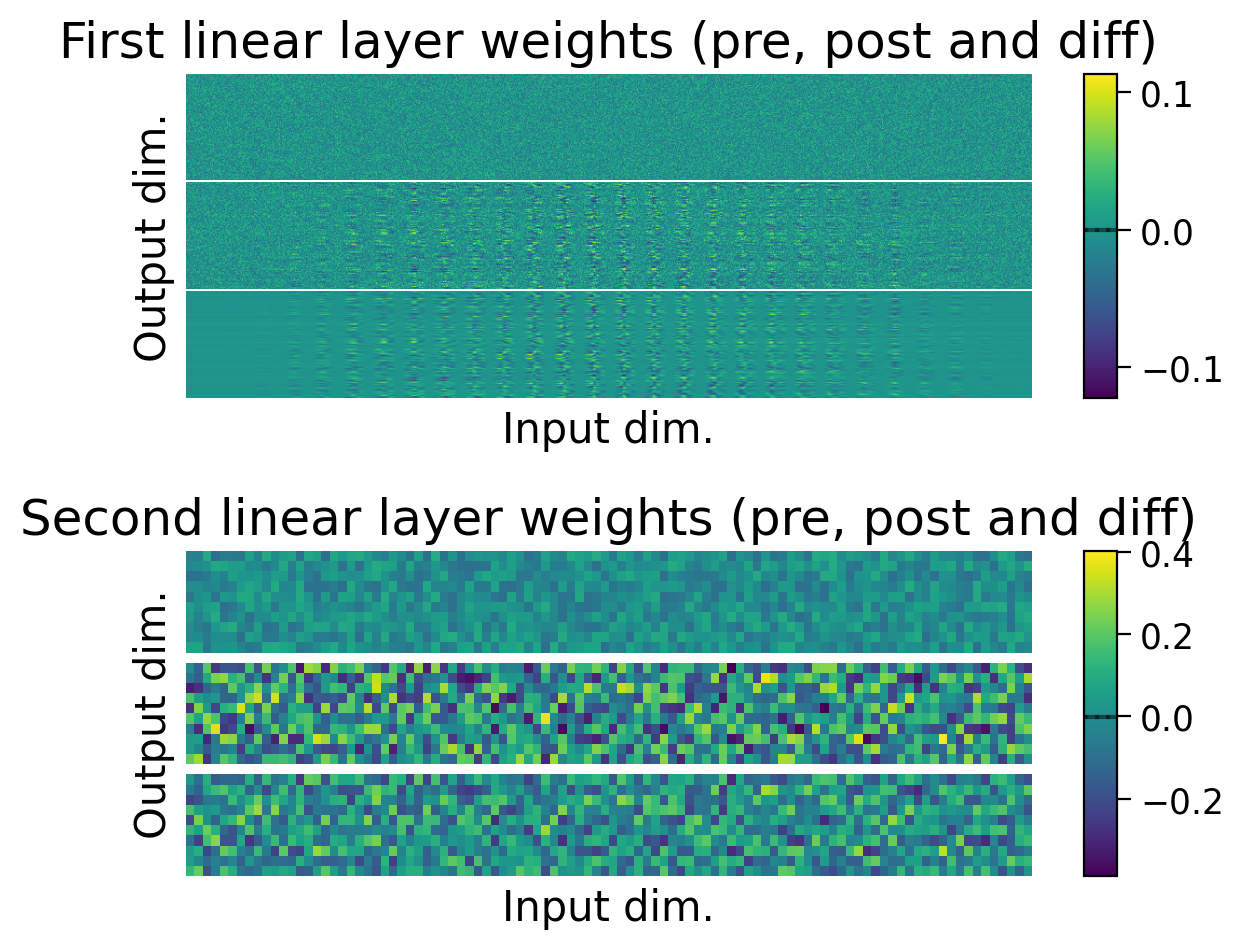 First linear layer weights (pre, post and diff)
Output dim.
0.1
0.0
−0.1
Input dim.
Second linear layer weights (pre, post and diff)
Output dim.
0.4
0.2
0.0
−0.2
Input dim.